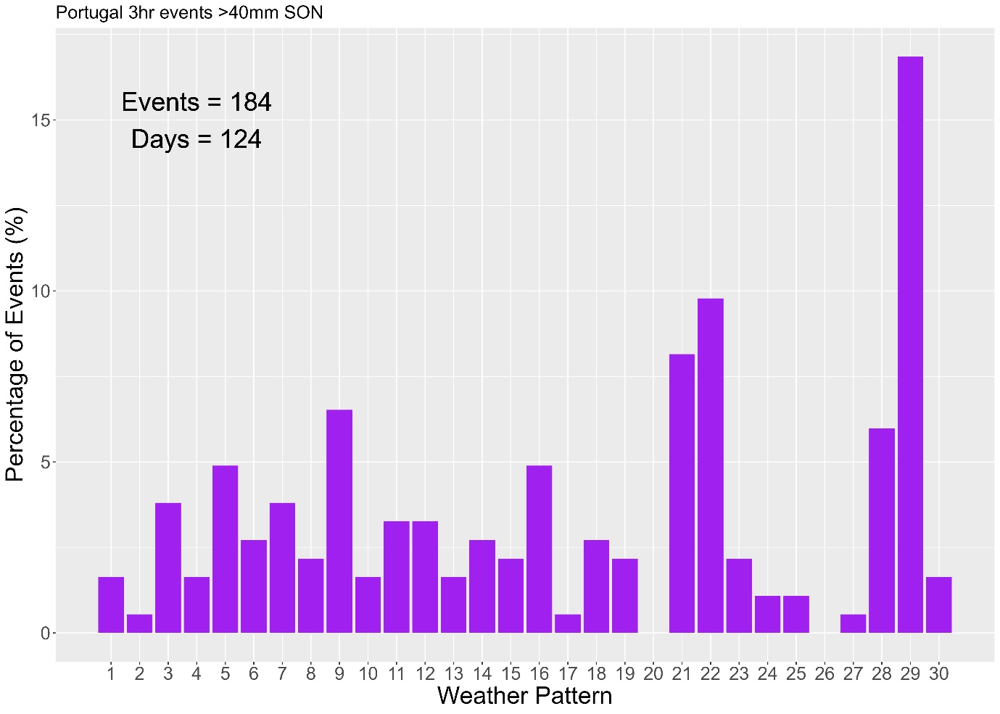 Portugal 3hr events >40mm SON
Events = 184
Days = 124
Percentage of Events (%)
15
10
5
0
1 2 3 4 5 6 7 8 9 10 11 12 13 14 15 16 17 18 19 20 21 22 23 24 25 26 27 28 29 30
Weather Pattern